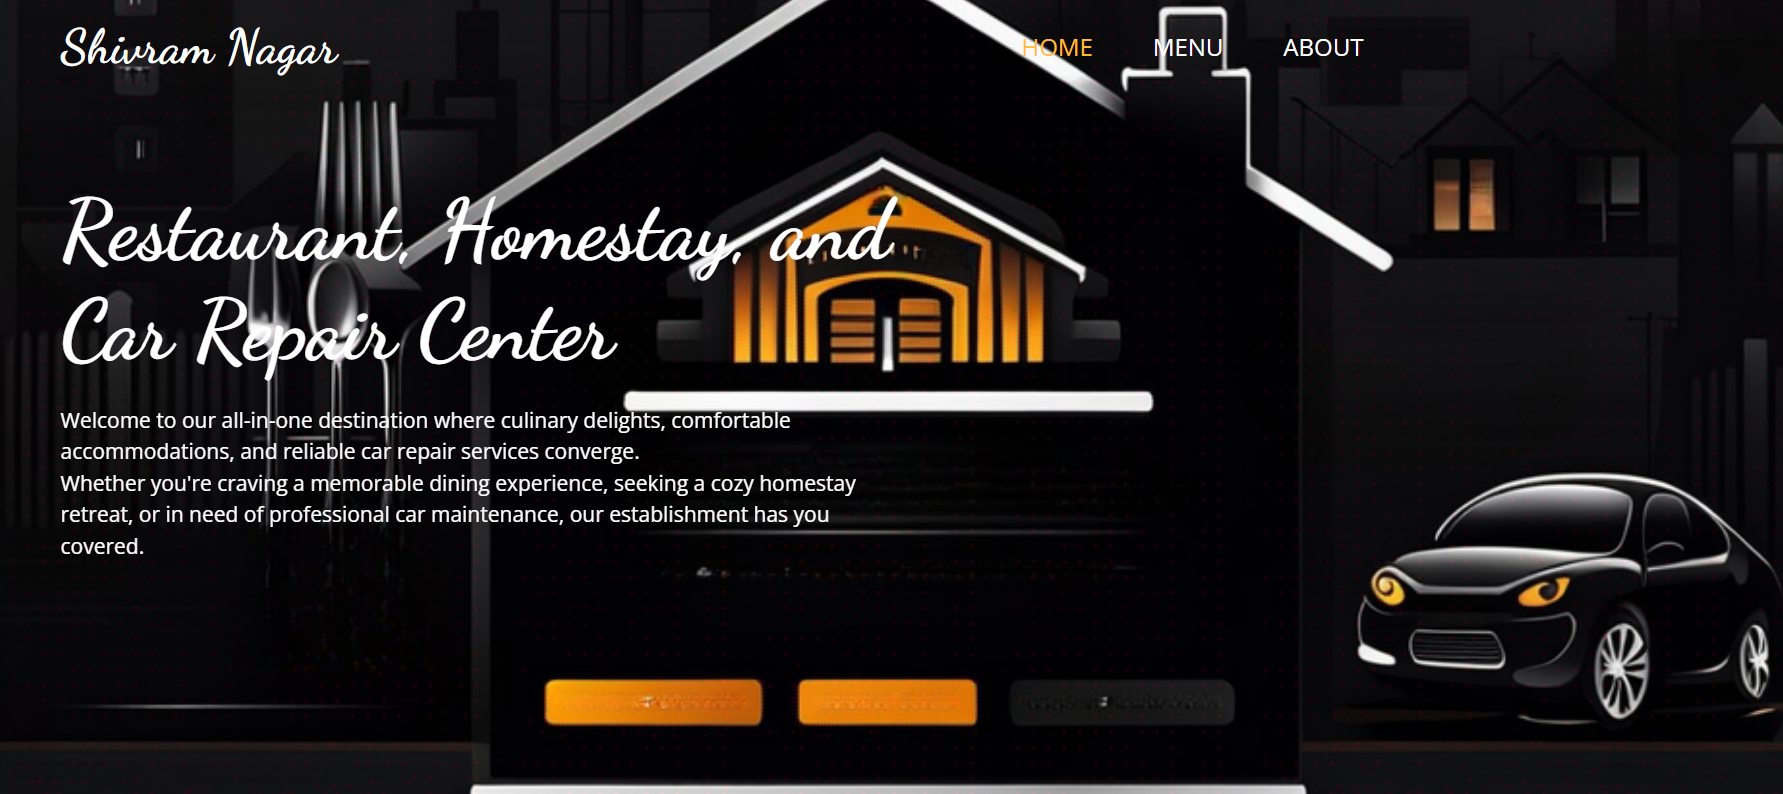 Shivram Nagar
HOME MENU ABOUT
Restaurant, Homestay, and
Car Repair Center
Welcome to our all-in-one destination where culinary delights, comfortable
accommodations, and reliable car repair services converge.
Whether you're craving a memorable dining experience, seeking a cozy homestay
retreat, or in need of professional car maintenance, our establishment has you
covered.